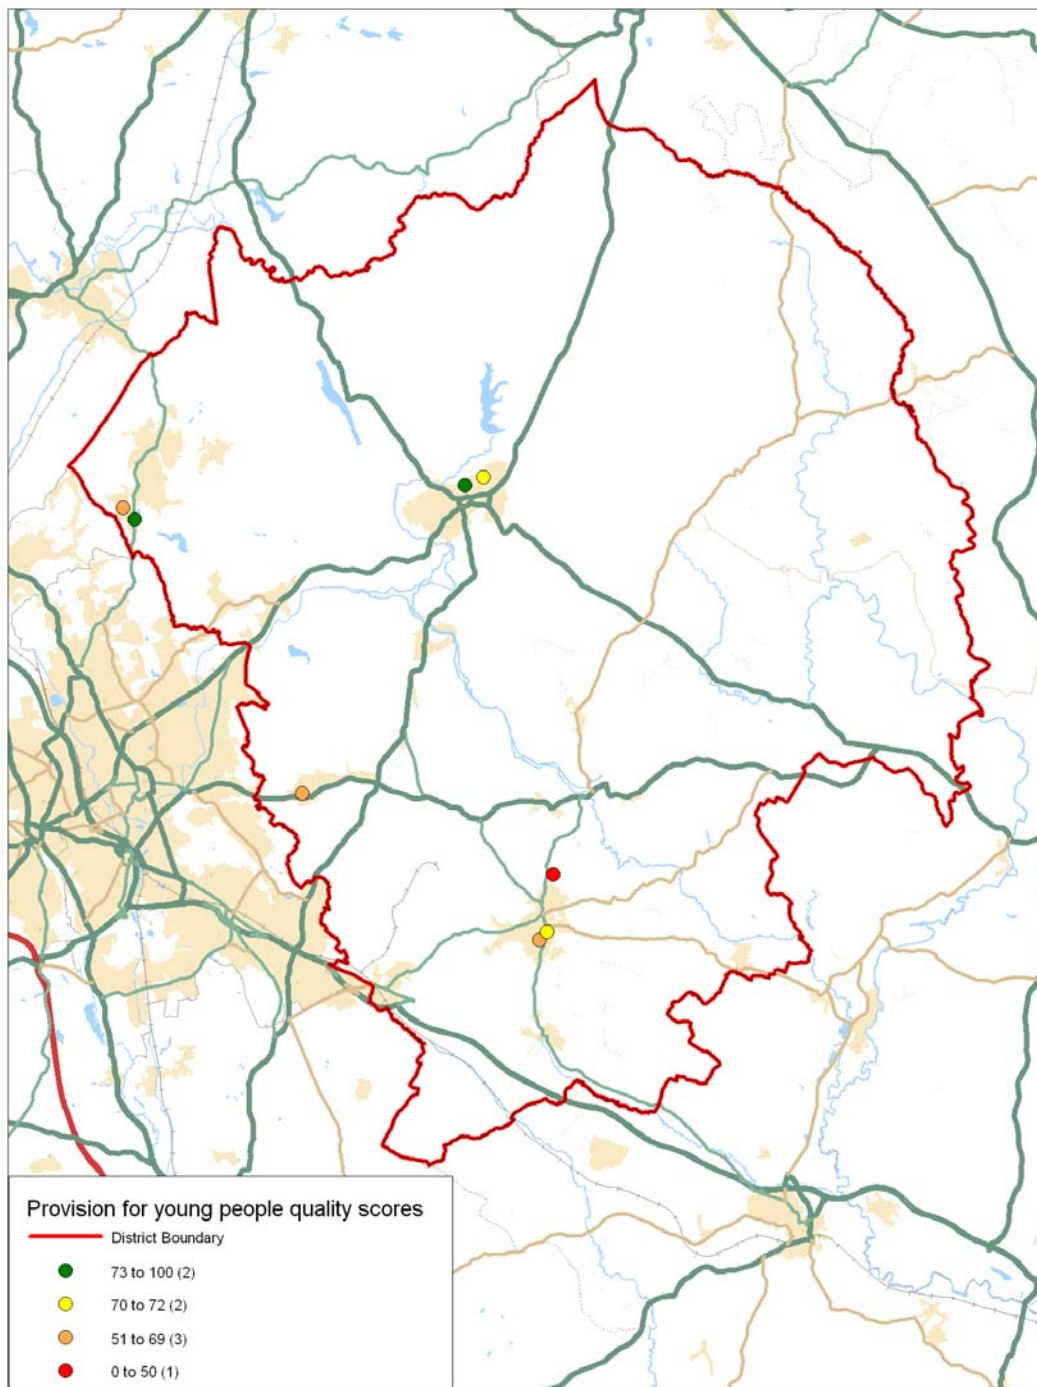 Provision for young people quality scores
District Boundary
73 to 100 (2)
70 to 72 (2)
51 to 69 (3)
0 to 50 (1)